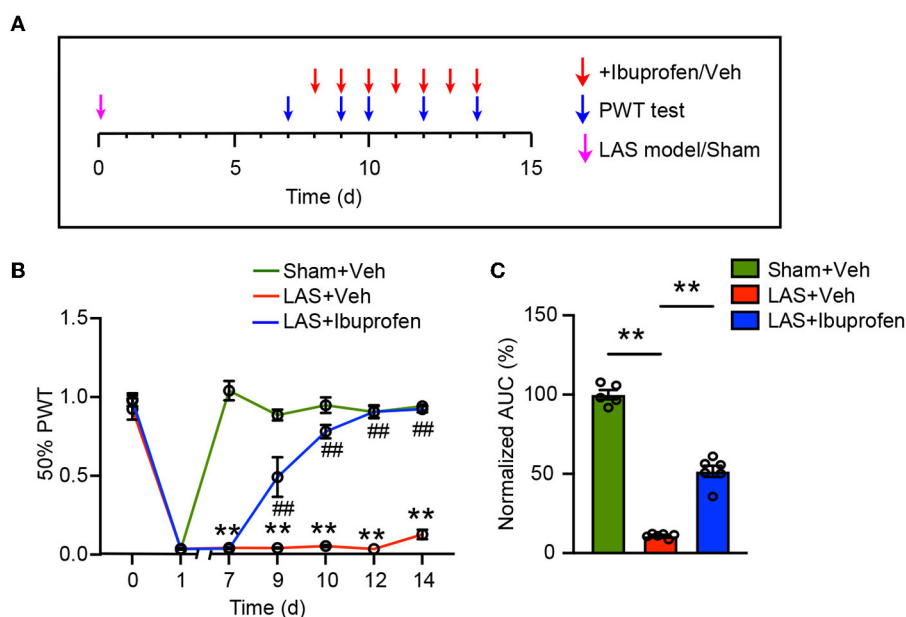 A
+Ibuprofen/Veh
PWT test
LAS model/Sham
0 5 10 15
Time (d)
B
Sham+Veh
LAS+Veh
LAS+Ibuprofen
1.5
1.0
0.5
0.0
50% PWT
## ## ## ##
** ** ** ** **
0 1 7 9 10 12 14
Time (d)
C
Sham+Veh
LAS+Veh
LAS+Ibuprofen
**
**
150
100
50
0
Normalized AUC (%)